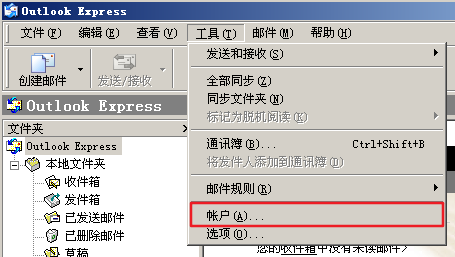 Outlook Express
文件(F) 编辑(E) 查看(V) 工具(T) 邮件(M) 帮助(H)
创建邮件 发送/接收
Outlook Express
文件夹
Outlook Express
本地文件夹
收件箱
发件箱
已发送邮件
已删除邮件
草稿
发送和接收(S)
全部同步(Z)
同步文件夹(N)
标记为脱机阅读(K)
通讯簿(B)... Ctrl+Shift+B
将发件人添加到通讯簿(D)
邮件规则(R)
帐户(A)...
选项(O)...
您的收件箱中没有未读邮件